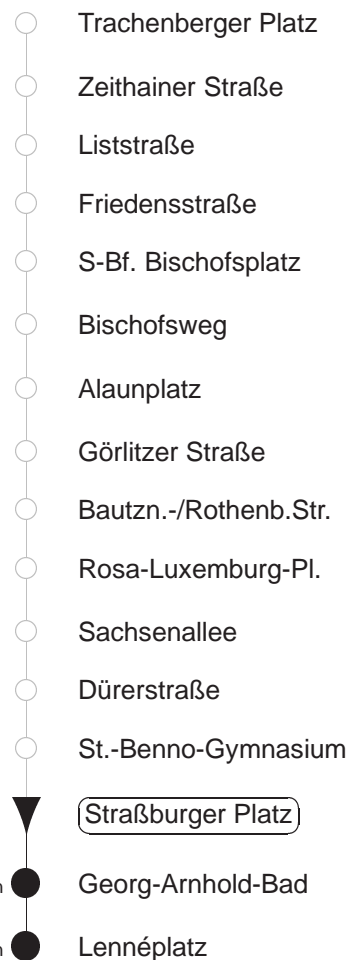 Trachenberger Platz
Zeithainer Straße
Liststraße
Friedensstraße
S-Bf. Bischofsplatz
Bischofsweg
Alaunplatz
Görlitzer Straße
Bautzn.-/Rothenb.Str.
Rosa-Luxemburg-Pl.
Sachsenallee
Dürerstraße
St.-Benno-Gymnasium
Straßburger Platz
Georg-Arnhold-Bad
Lennéplatz